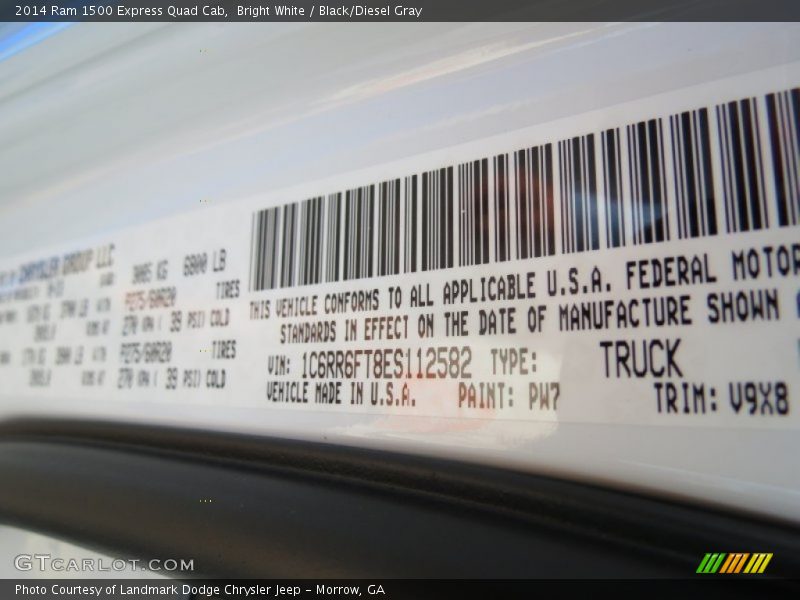 2014 Ram 1500 Express Quad Cab, Bright White / Black/Diesel Gray
CHRYSLER GROUP LLC
3085 KG 6800 LB
P275/60R20 TIRES
270 KPA ( 39 PSI) COLD
P275/60R20 TIRES
270 KPA ( 39 PSI) COLD
THIS VEHICLE CONFORMS TO ALL APPLICABLE U.S.A. FEDERAL MOTOR
STANDARDS IN EFFECT ON THE DATE OF MANUFACTURE SHOWN
VIN: 1C6RR6FT8ES112582 TYPE: TRUCK
VEHICLE MADE IN U.S.A. PAINT: PW7 TRIM: V9X8
GTCARLOT.COM
Photo Courtesy of Landmark Dodge Chrysler Jeep - Morrow, GA